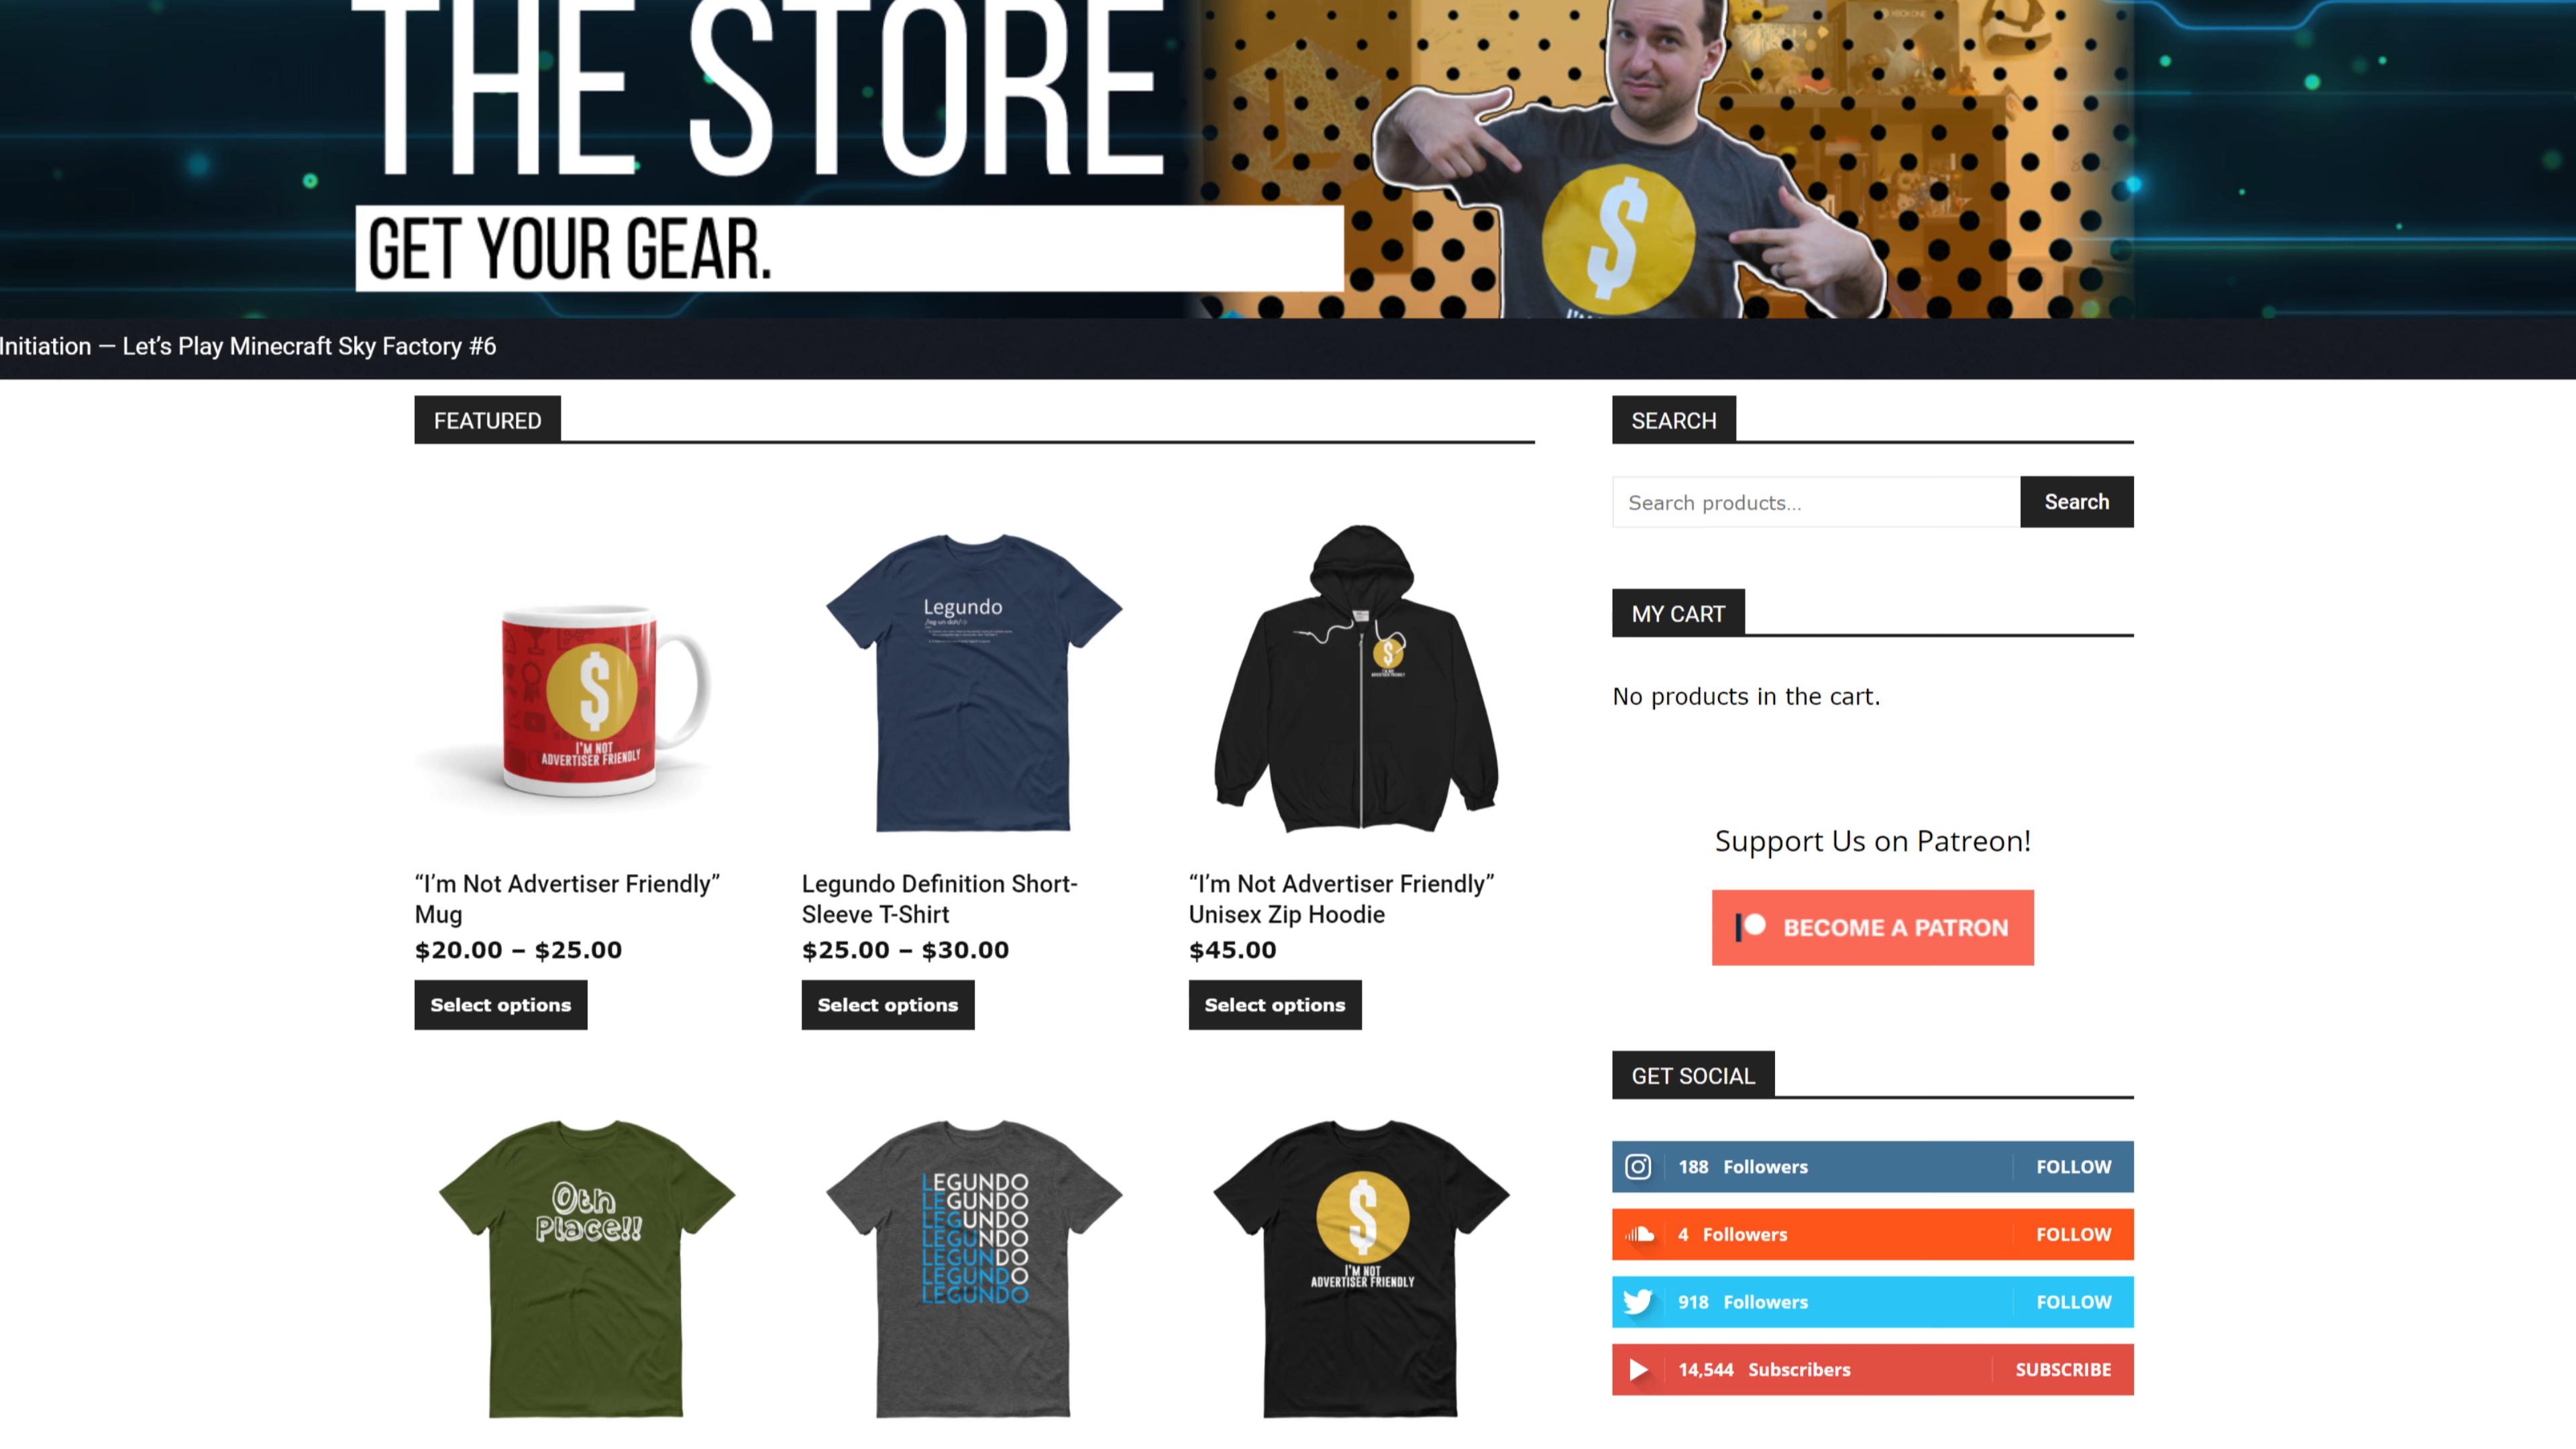 THE STORE
GET YOUR GEAR.
Initiation — Let’s Play Minecraft Sky Factory #6
FEATURED
I'M NOT
ADVERTISER FRIENDLY
Legundo
“I’m Not Advertiser Friendly”
Mug
$20.00 – $25.00
Select options
Legundo Definition Short-
Sleeve T-Shirt
$25.00 – $30.00
Select options
I'M NOT
ADVERTISER FRIENDLY
“I’m Not Advertiser Friendly”
Unisex Zip Hoodie
$45.00
Select options
0th
Place!!
LEGUNDO
LEGUNDO
LEGUNDO
LEGUNDO
LEGUNDO
LEGUNDO
LEGUNDO
I'M NOT
ADVERTISER FRIENDLY
SEARCH
Search products…
Search
MY CART
No products in the cart.
Support Us on Patreon!
BECOME A PATRON
GET SOCIAL
188 Followers FOLLOW
4 Followers FOLLOW
918 Followers FOLLOW
14,544 Subscribers SUBSCRIBE